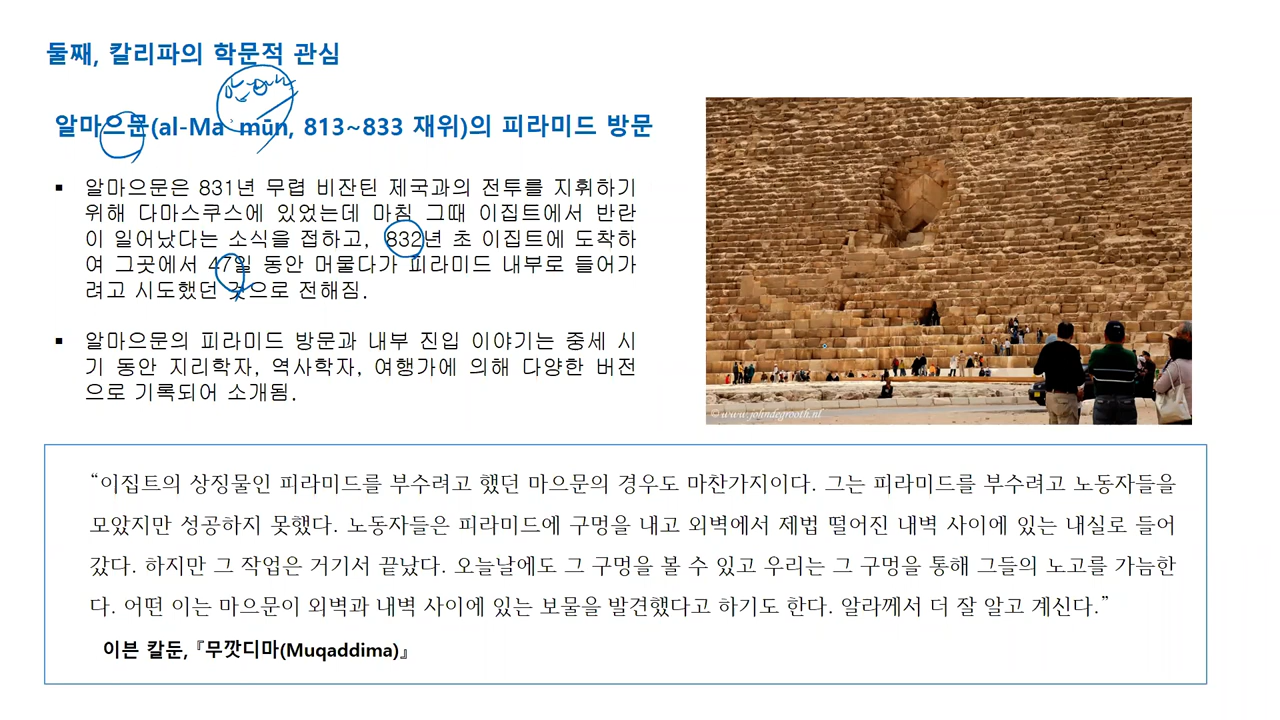 둘째, 칼리파의 학문적 관심
알마으문(al-Ma᾽mūn, 813~833 재위)의 피라미드 방문
▪ 알마으문은 831년 무렵 비잔틴 제국과의 전투를 지휘하기
위해 다마스쿠스에 있었는데 마침 그때 이집트에서 반란
이 일어났다는 소식을 접하고, 832년 초 이집트에 도착하
여 그곳에서 47일 동안 머물다가 피라미드 내부로 들어가
려고 시도했던 것으로 전해짐.
▪ 알마으문의 피라미드 방문과 내부 진입 이야기는 중세 시
기 동안 지리학자, 역사학자, 여행가에 의해 다양한 버전
으로 기록되어 소개됨.
© www.johndegrooth.nl
“이집트의 상징물인 피라미드를 부수려고 했던 마으문의 경우도 마찬가지이다. 그는 피라미드를 부수려고 노동자들을
모았지만 성공하지 못했다. 노동자들은 피라미드에 구멍을 내고 외벽에서 제법 떨어진 내벽 사이에 있는 내실로 들어
갔다. 하지만 그 작업은 거기서 끝났다. 오늘날에도 그 구멍을 볼 수 있고 우리는 그 구멍을 통해 그들의 노고를 가늠한
다. 어떤 이는 마으문이 외벽과 내벽 사이에 있는 보물을 발견했다고 하기도 한다. 알라께서 더 잘 알고 계신다.”
이븐 칼둔, 『무깟디마(Muqaddima)』